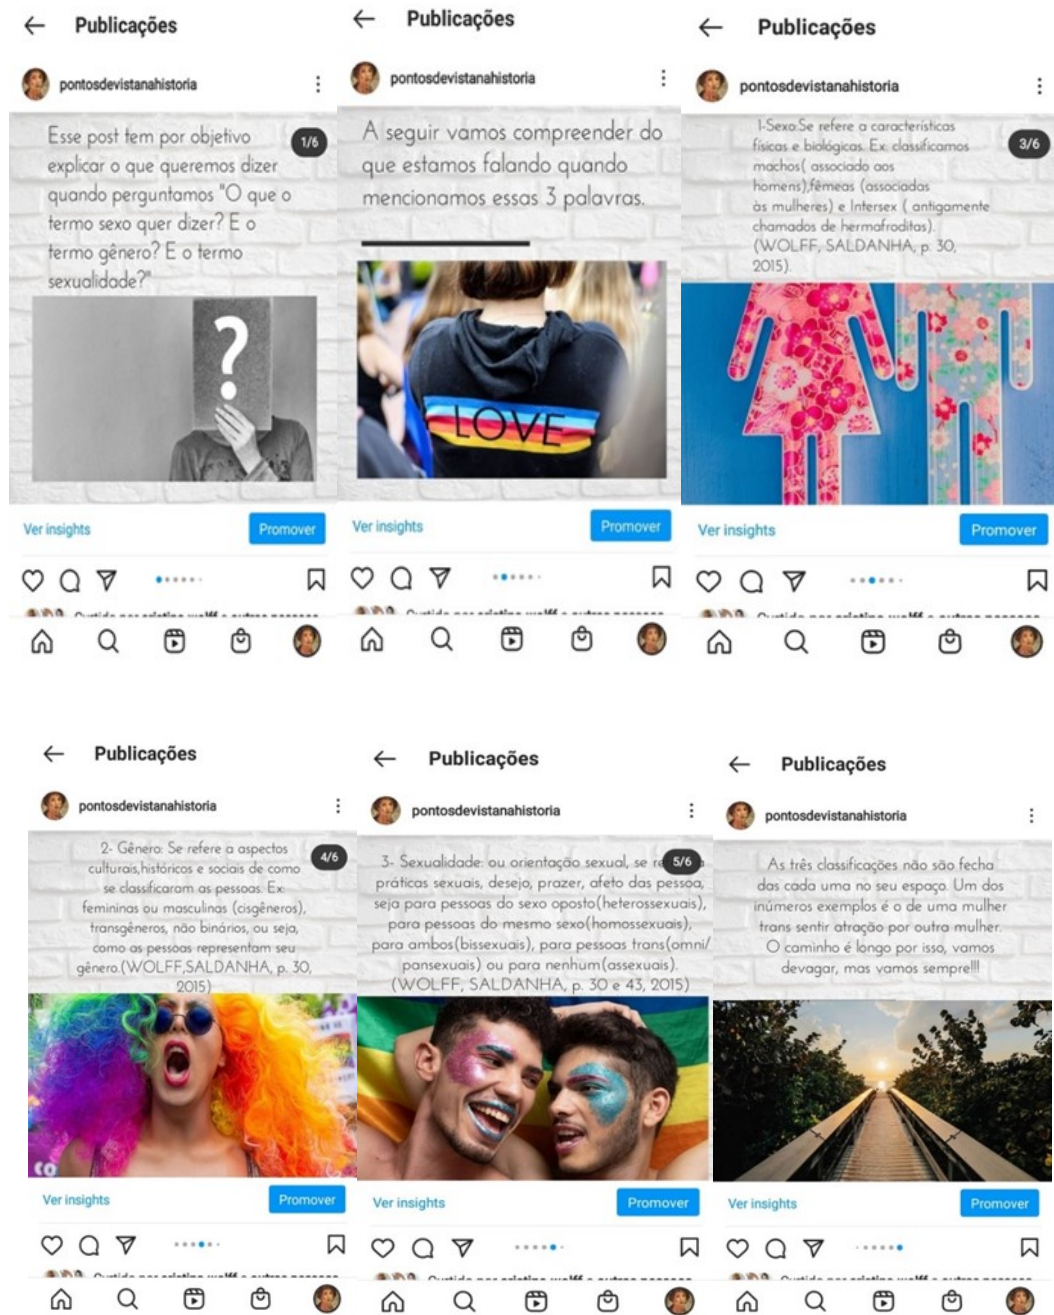 Publicações
pontosdevistanahistoria
Esse post tem por objetivo
explicar o que queremos dizer
quando perguntamos "O que o
termo sexo quer dizer? E o
termo gênero? E o termo
sexualidade?"
1/6
?
Ver insights
Promover
Publicações
pontosdevistanahistoria
A seguir vamos compreender do
que estamos falando quando
mencionamos essas 3 palavras.
LOVE
Ver insights
Promover
Publicações
pontosdevistanahistoria
1-Sexo:Se refere a características
físicas e biológicas. Ex: classificamos
machos( associado aos
homens),fêmeas (associadas
às mulheres) e Intersex ( antigamente
chamados de hermafroditas).
(WOLFF, SALDANHA, p. 30,
2015).
3/6
Ver insights
Promover
Publicações
pontosdevistanahistoria
2- Gênero: Se refere a aspectos
culturais,históricos e sociais de como
se classificaram as pessoas. Ex:
femininas ou masculinas (cisgêneros),
transgêneros, não binários, ou seja,
como as pessoas representam seu
gênero.(WOLFF,SALDANHA, p. 30,
2015)
4/6
co
Ver insights
Promover
Publicações
pontosdevistanahistoria
3- Sexualidade: ou orientação sexual, se
práticas sexuais, desejo, prazer, afeto das pessoa,
seja para pessoas do sexo oposto(heterossexuais),
para pessoas do mesmo sexo(homossexuais),
para ambos(bissexuais), para pessoas trans(omni/
pansexuais) ou para nenhum(assexuais).
(WOLFF, SALDANHA, p. 30 e 43, 2015)
5/6
Ver insights
Promover
Publicações
pontosdevistanahistoria
As três classificações não são fecha
das cada uma no seu espaço. Um dos
inúmeros exemplos é o de uma mulher
trans sentir atração por outra mulher.
O caminho é longo por isso, vamos
devagar, mas vamos sempre!!!
Ver insights
Promover